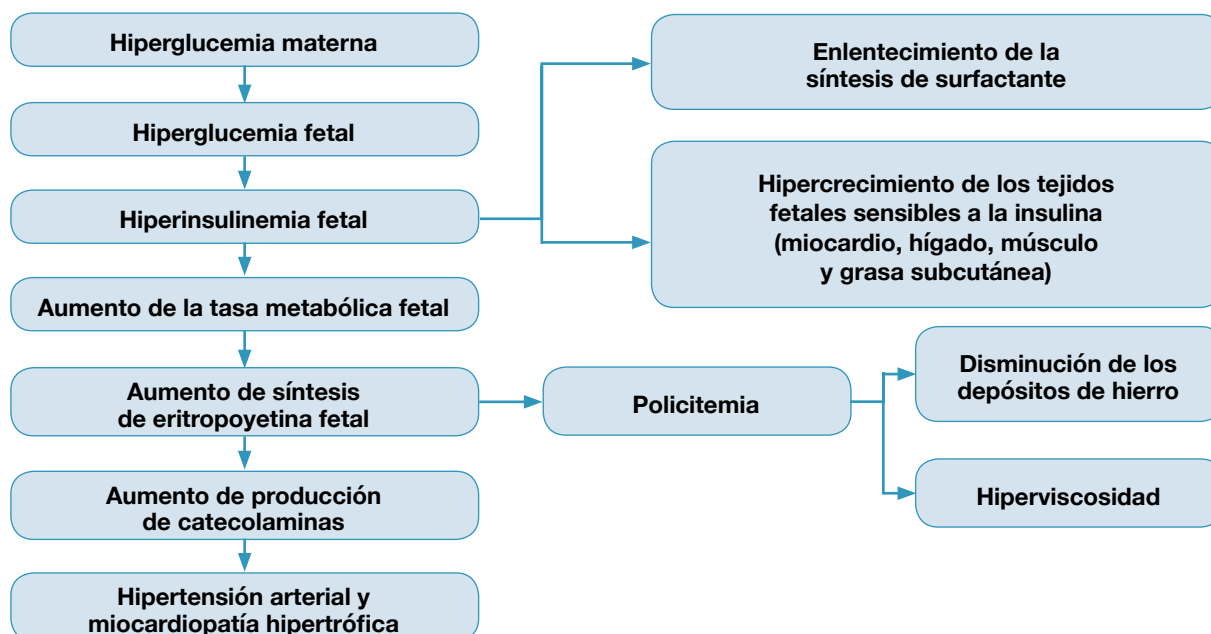 Hiperglucemia materna
Hiperglucemia fetal
Hiperinsulinemia fetal
Aumento de la tasa metabólica fetal
Aumento de síntesis
de eritropoyetina fetal
Aumento de producción
de catecolaminas
Hipertensión arterial y
miocardiopatía hipertrófica
Enlentecimiento de la
síntesis de surfactante
Hipercrecimiento de los tejidos
fetales sensibles a la insulina
(miocardio, hígado, músculo
y grasa subcutánea)
Policitemia
Disminución de los
depósitos de hierro
Hiperviscosidad